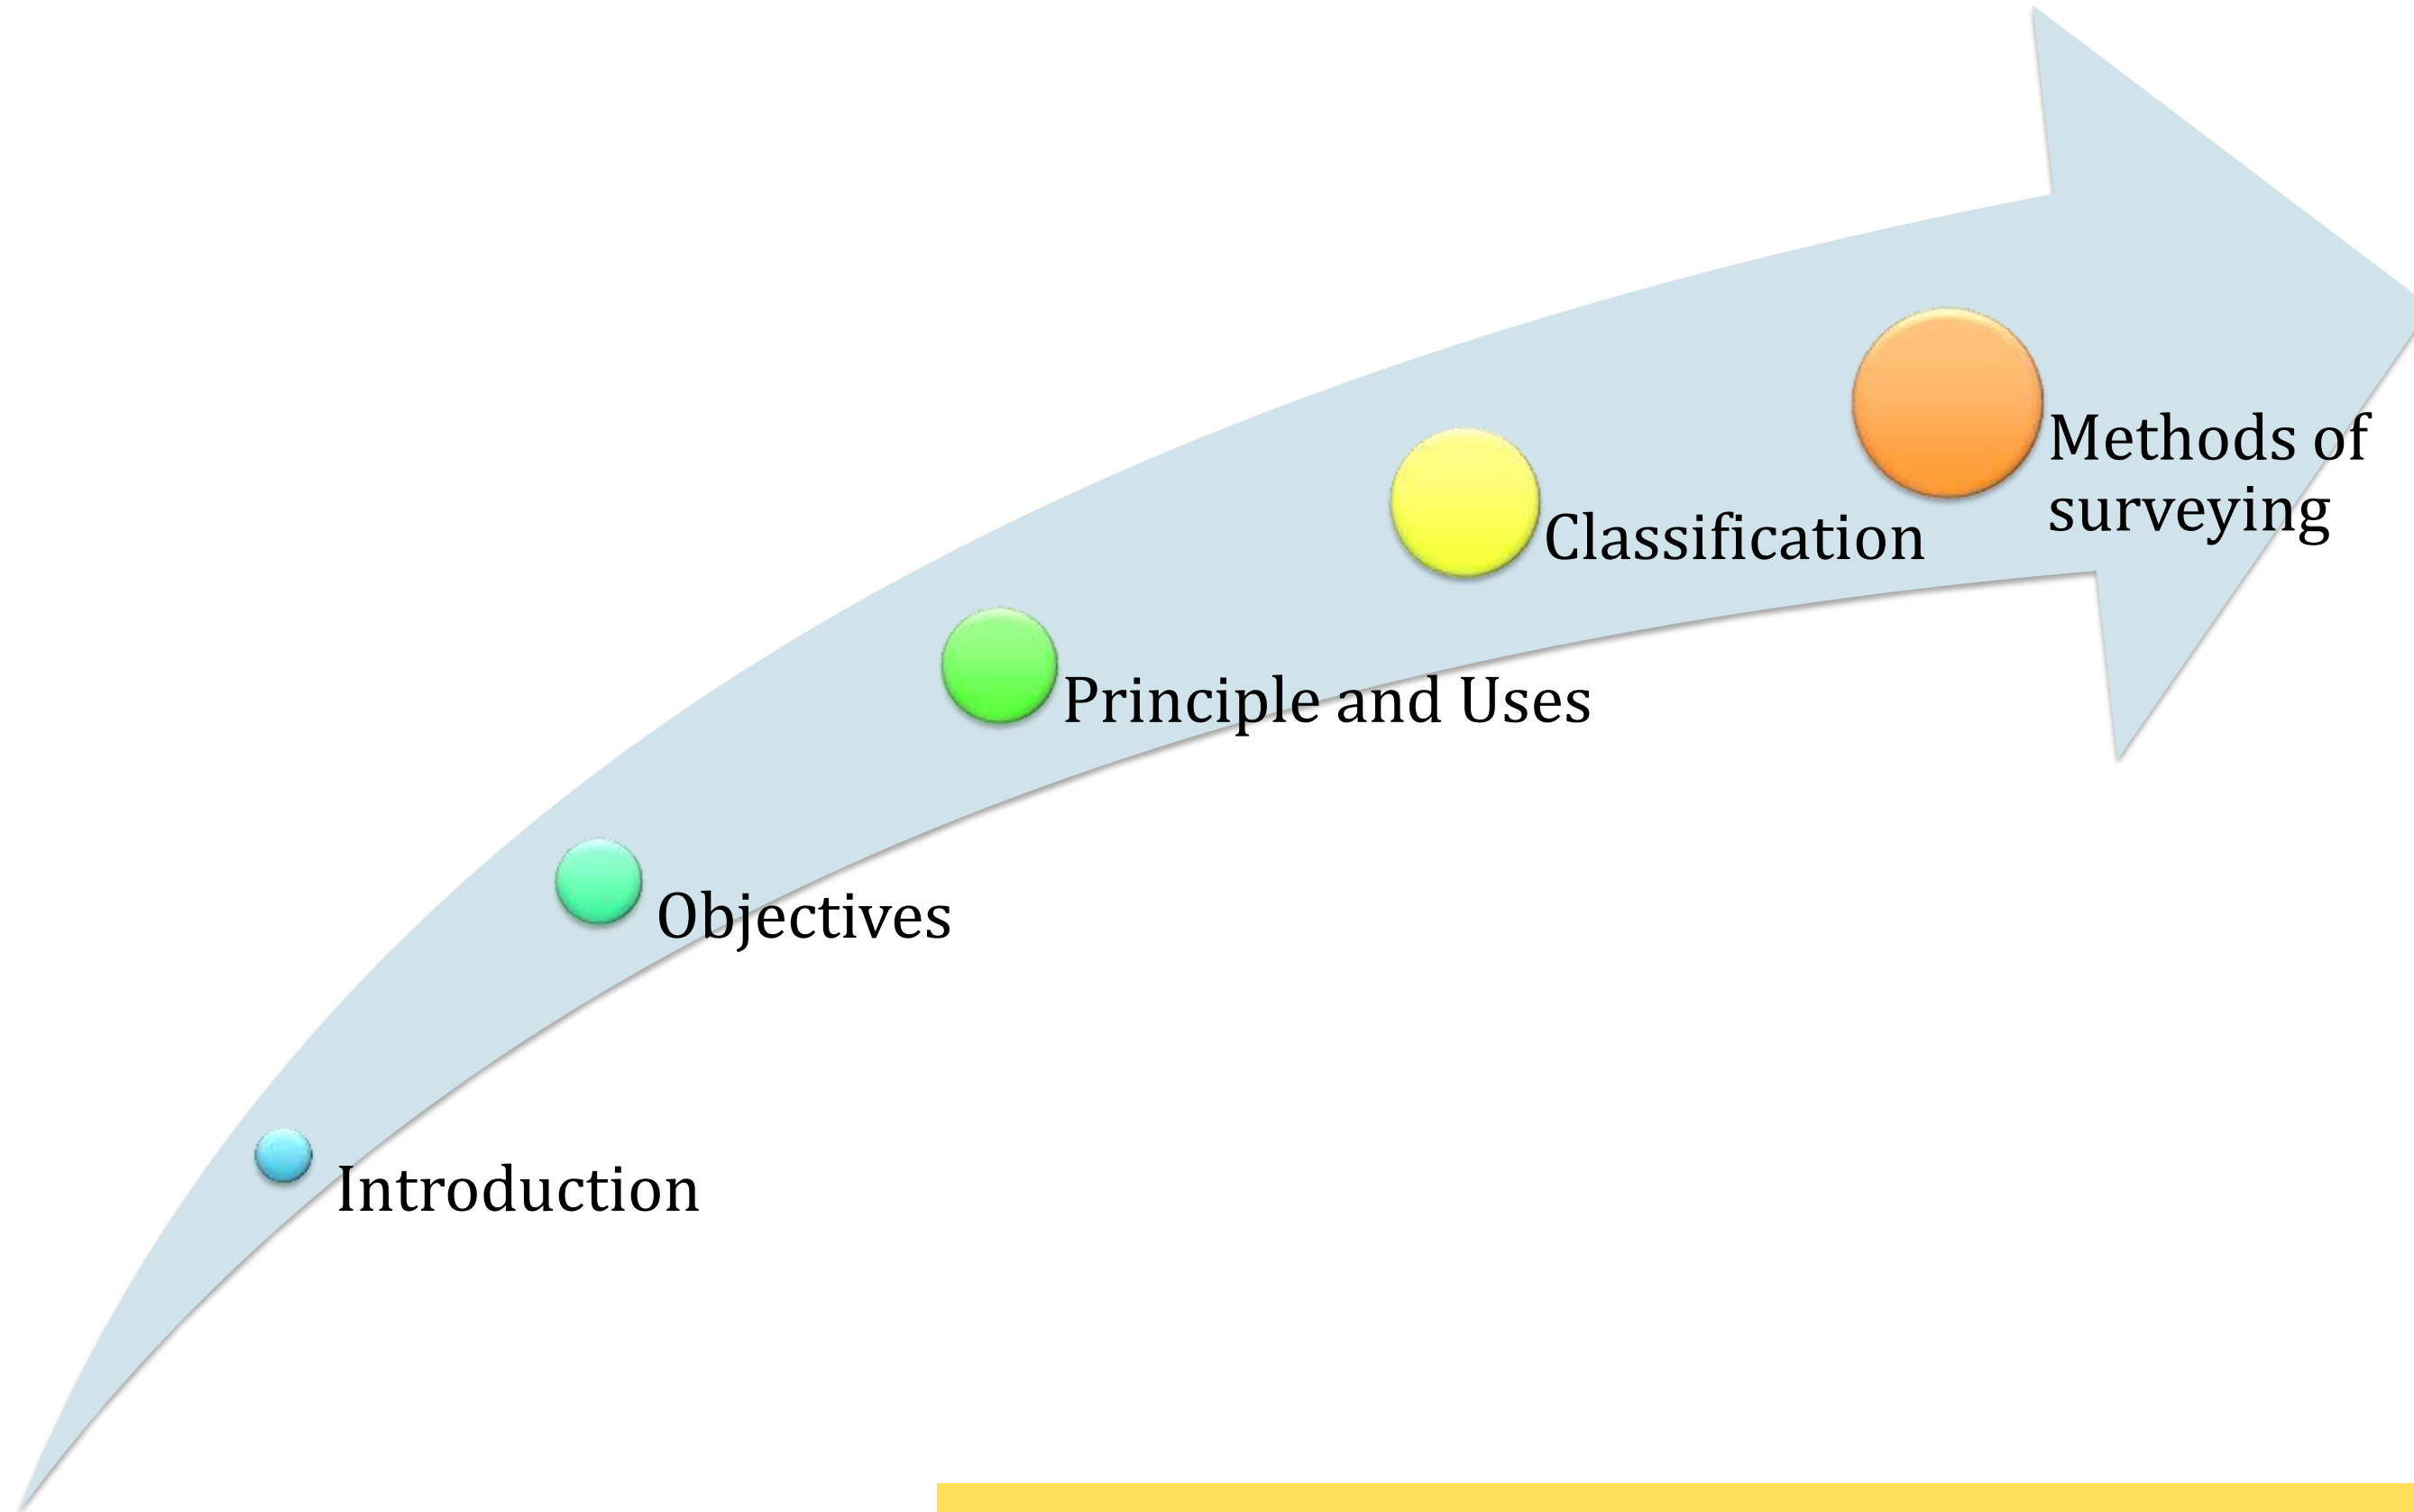 Introduction
Objectives
Principle and Uses
Classification
Methods of
surveying